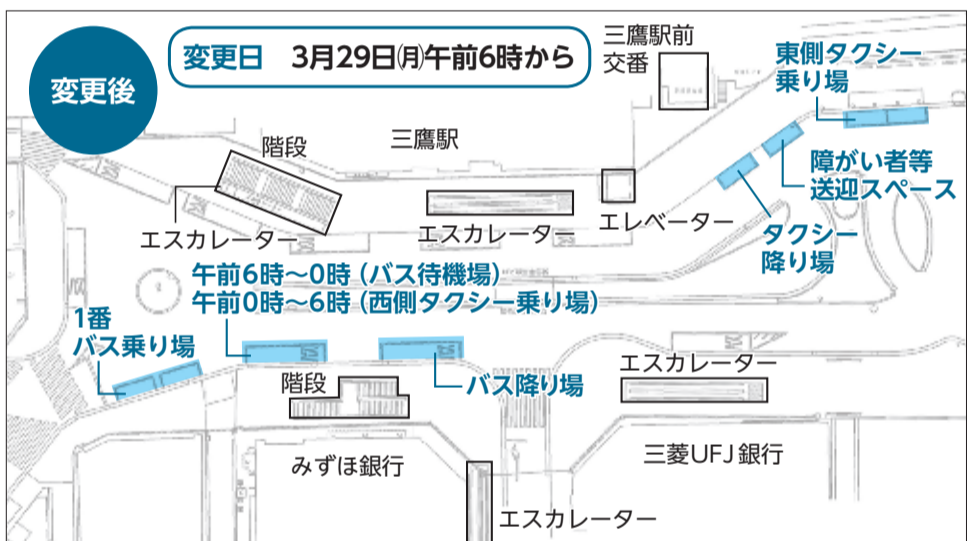 変更後
変更日 3月29日(月)午前6時から
三鷹駅前
交番
東側タクシー
乗り場
階段
三鷹駅
障がい者等
送迎スペース
エスカレーター
エスカレーター
エレベーター
タクシー
降り場
午前6時~0時(バス待機場)
午前0時~6時(西側タクシー乗り場)
1番
バス乗り場
エスカレーター
階段
バス降り場
みずほ銀行
三菱UFJ銀行
エスカレーター